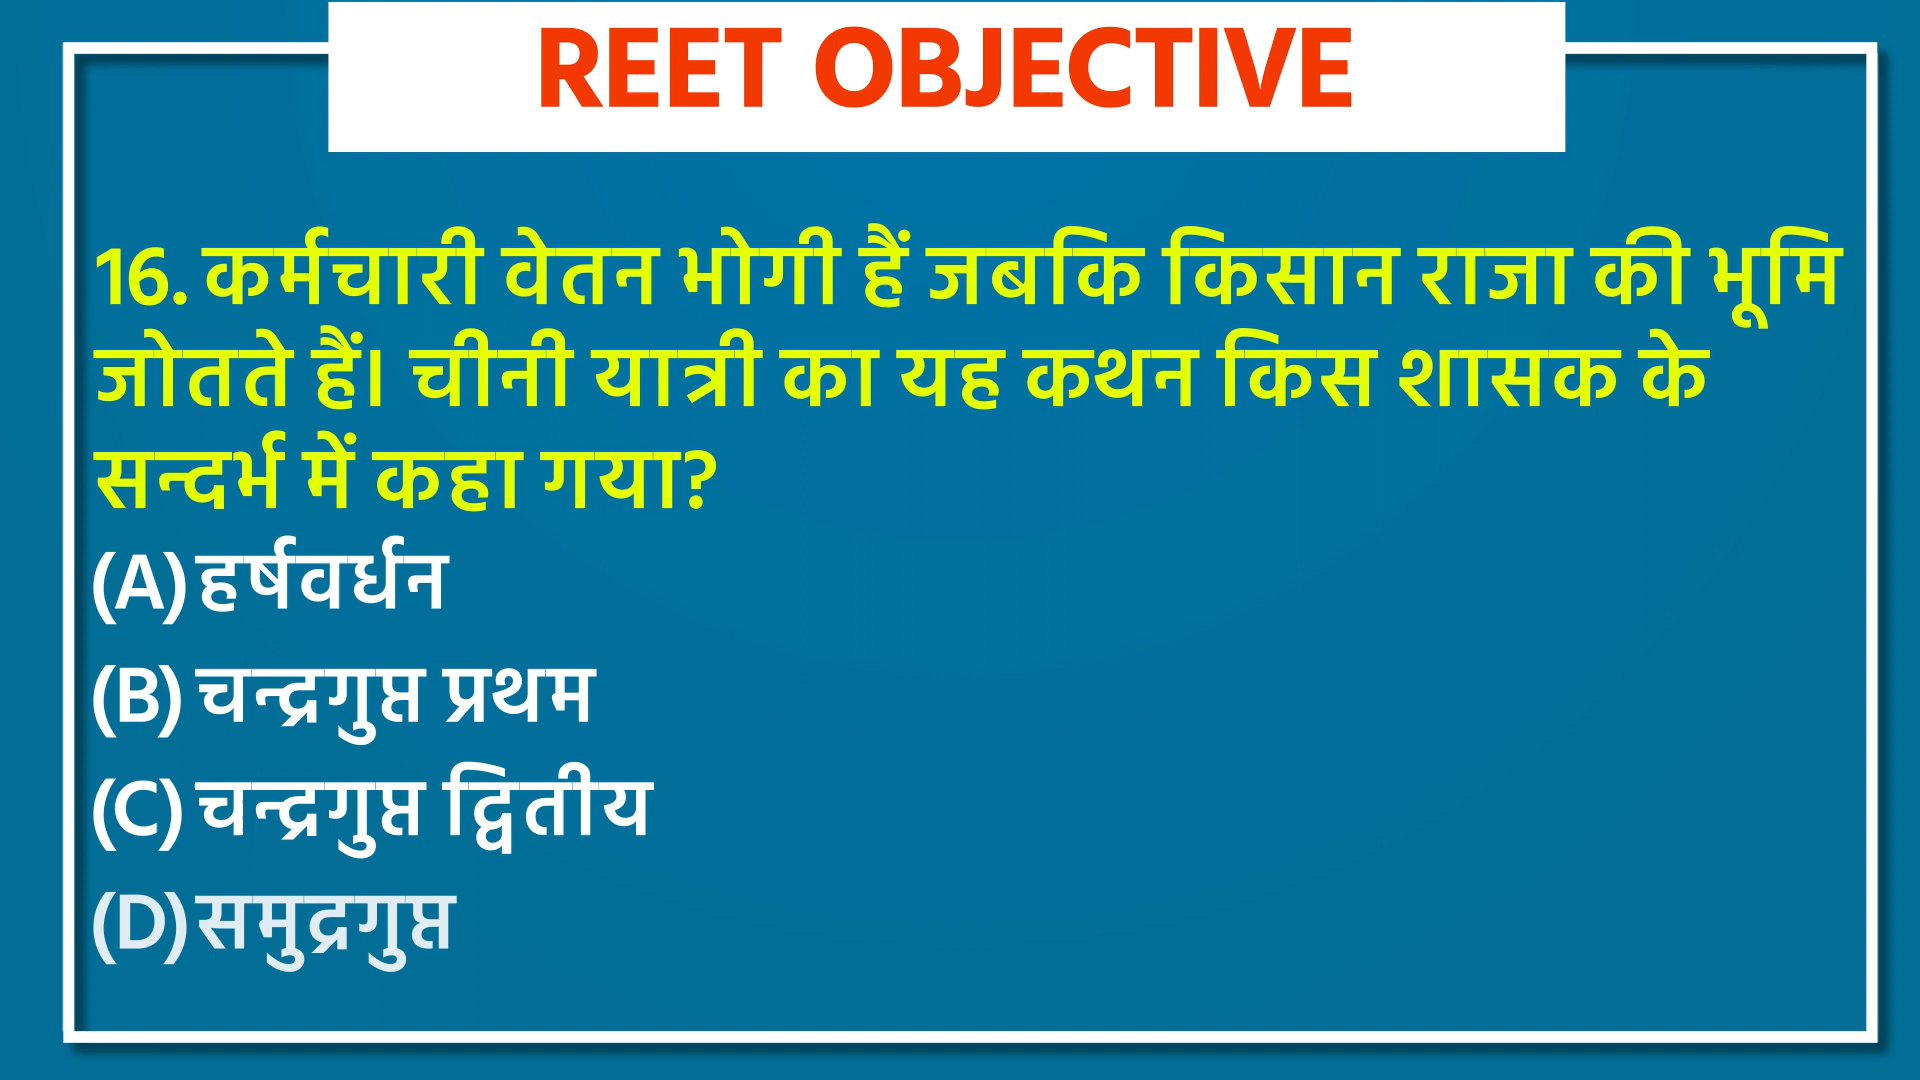 REET OBJECTIVE
16. कर्मचारी वेतन भोगी हैं जबकि किसान राजा की भूमि
जोतते हैं। चीनी यात्री का यह कथन किस शासक के
सन्दर्भ में कहा गया?
(A) हर्षवर्धन
(B) चन्द्रगुप्त प्रथम
(C) चन्द्रगुप्त द्वितीय
(D) समुद्रगुप्त